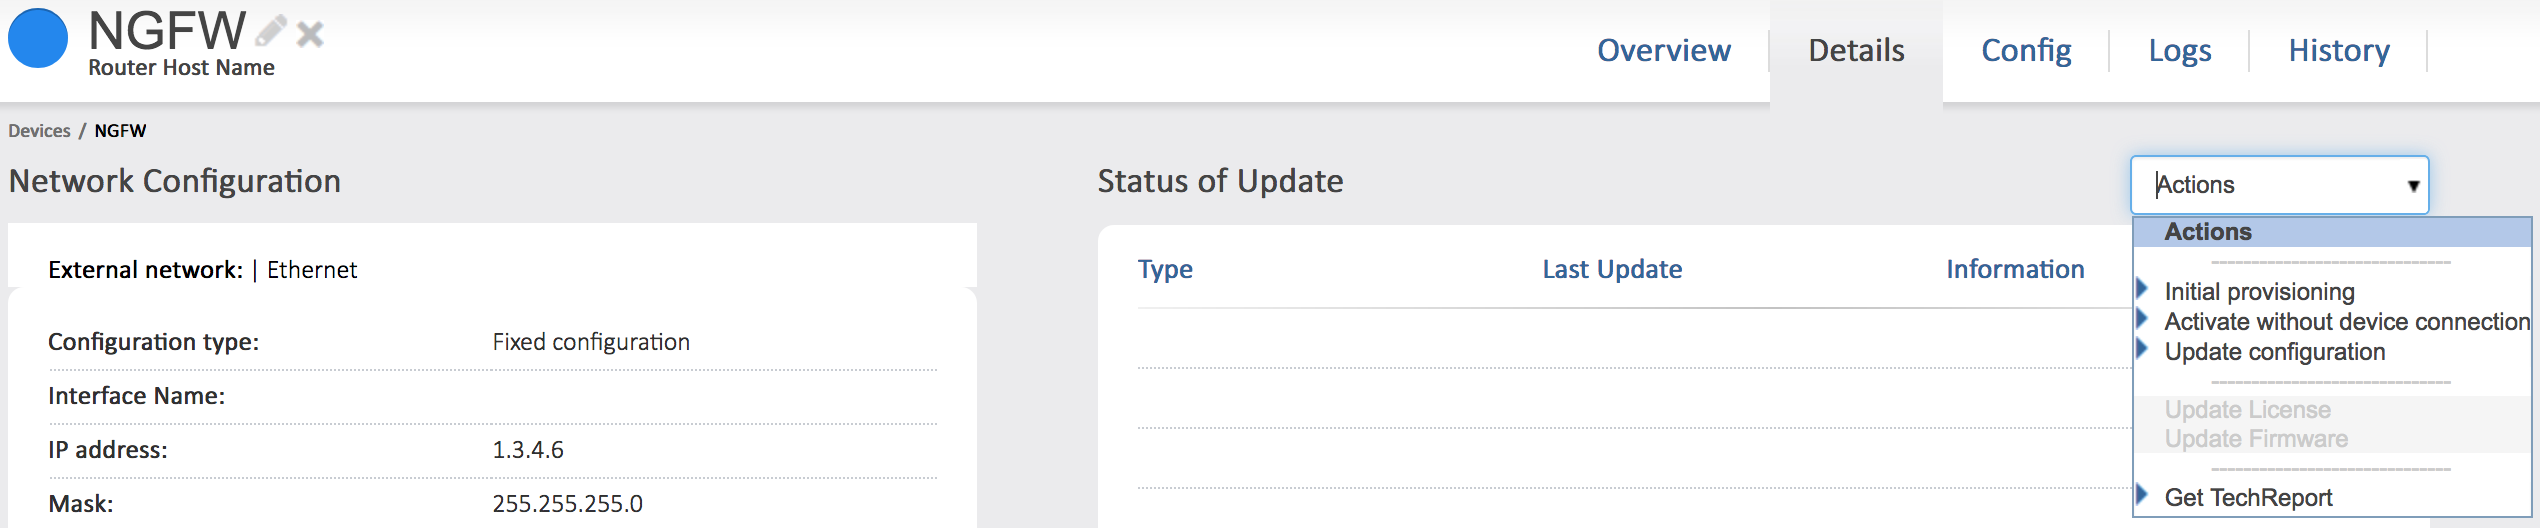 NGFW
Router Host Name
Overview
Details
Config
Logs
History
Devices / NGFW
Network Configuration
External network: | Ethernet
Configuration type: Fixed configuration
Interface Name:
IP address: 1.3.4.6
Mask: 255.255.255.0
Status of Update
Type
Last Update
Information
Actions
Actions
Initial provisioning
Activate without device connection
Update configuration
Update License
Update Firmware
Get TechReport